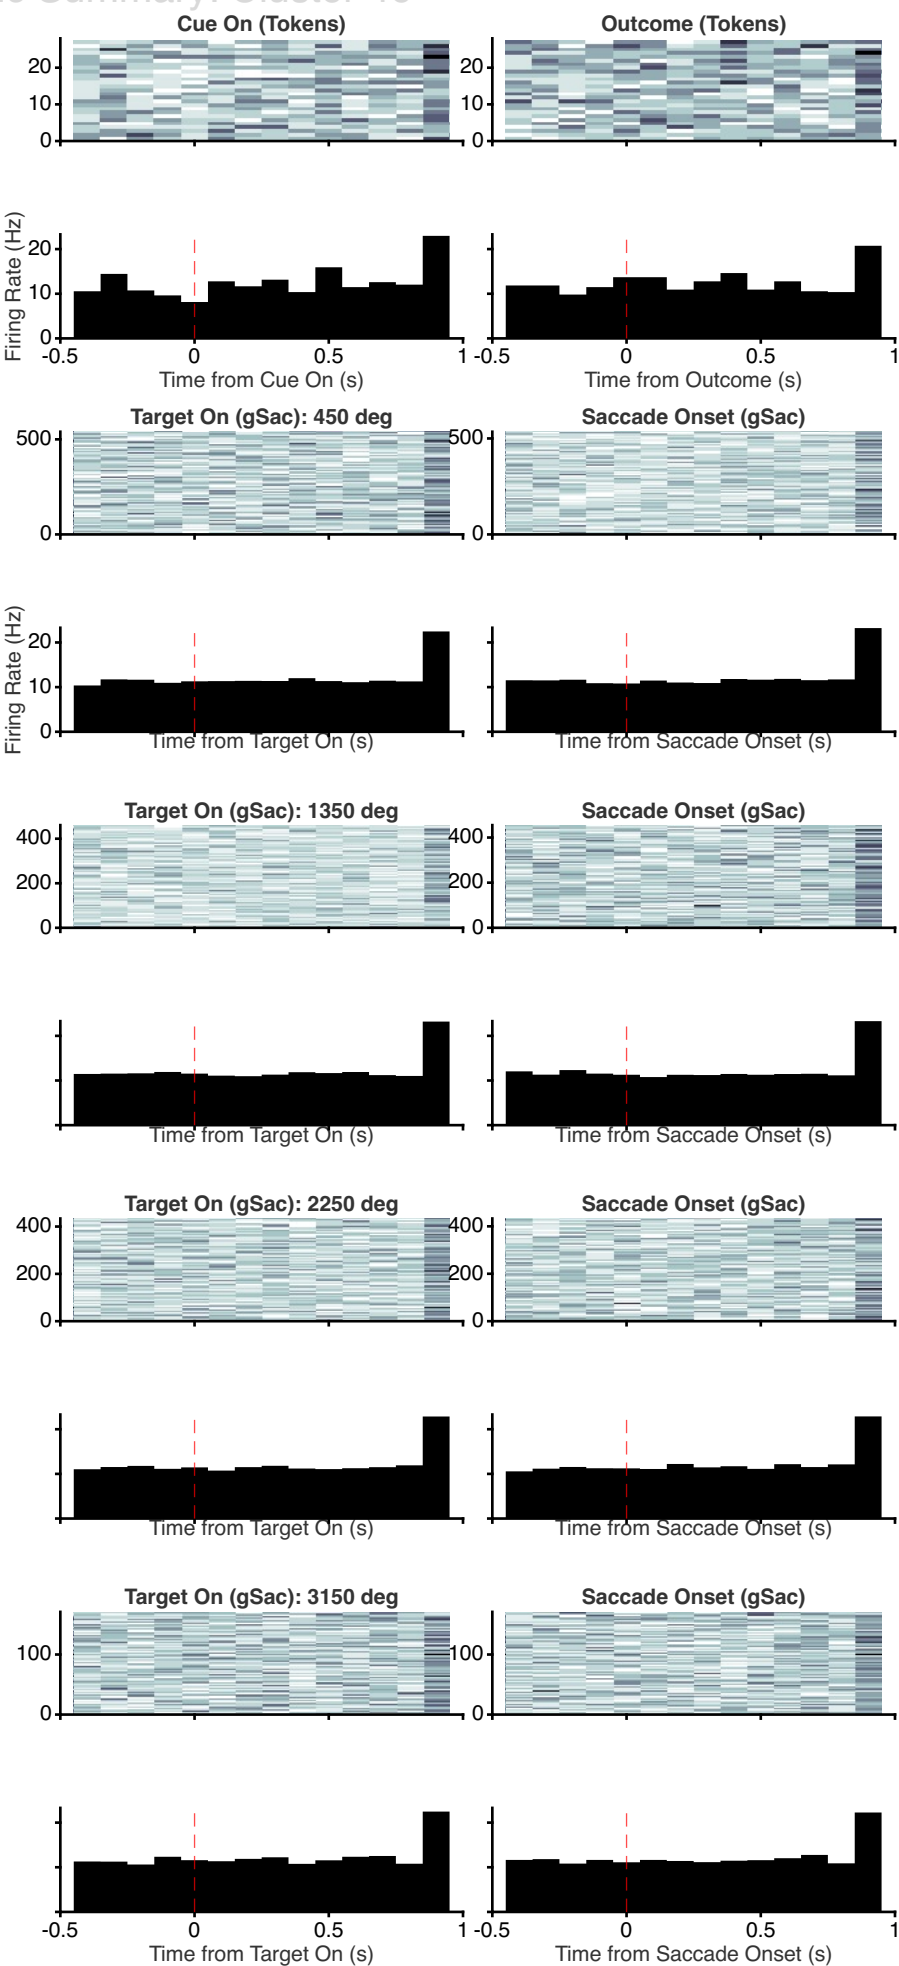 Summary: Cluster
Cue On (Tokens)
Outcome (Tokens)
20
10
0
20
10
0
Firing Rate (Hz)
20
10
0
-0.5
0
0.5
1
-0.5
0
0.5
1
Time from Cue On (s)
Time from Outcome (s)
Target On (gSac): 450 deg
Saccade Onset (gSac)
500
0
500
0
Firing Rate (Hz)
20
10
0
Time from Target On (s)
Time from Saccade Onset (s)
Target On (gSac): 1350 deg
Saccade Onset (gSac)
400
200
0
400
200
0
Time from Target On (s)
Time from Saccade Onset (s)
Target On (gSac): 2250 deg
Saccade Onset (gSac)
400
200
0
400
200
0
Time from Target On (s)
Time from Saccade Onset (s)
Target On (gSac): 3150 deg
Saccade Onset (gSac)
100
0
100
0
-0.5
0
0.5
1
-0.5
0
0.5
1
Time from Target On (s)
Time from Saccade Onset (s)